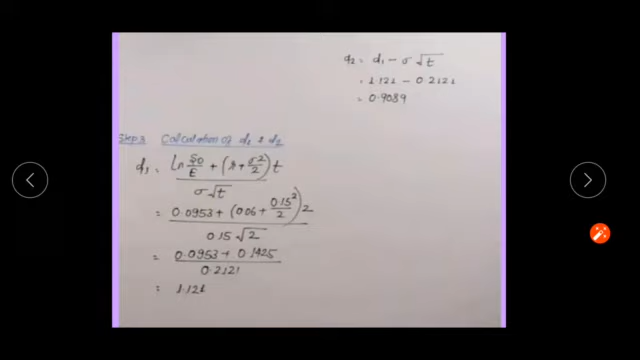 d2 = d1 - σ √t
= 1.121 - 0.2121
= 0.9089
Step 3 Calculation of d1 & d2
d1 = ln S0/E + (r + σ2/2) t
σ √t
= 0.0953 + (0.06 + 0.15²/2) 2
0.15 √2
= 0.0953 + 0.1425
0.2121
= 1.121